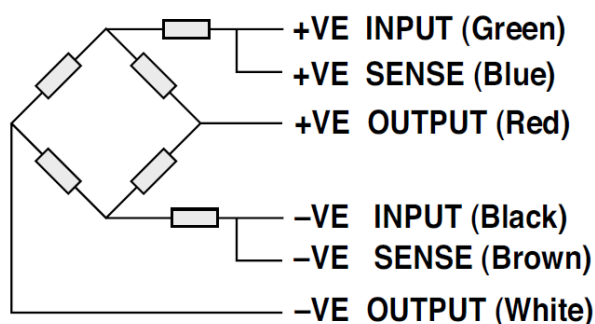 +VE INPUT (Green)
+VE SENSE (Blue)
+VE OUTPUT (Red)
–VE INPUT (Black)
–VE SENSE (Brown)
–VE OUTPUT (White)